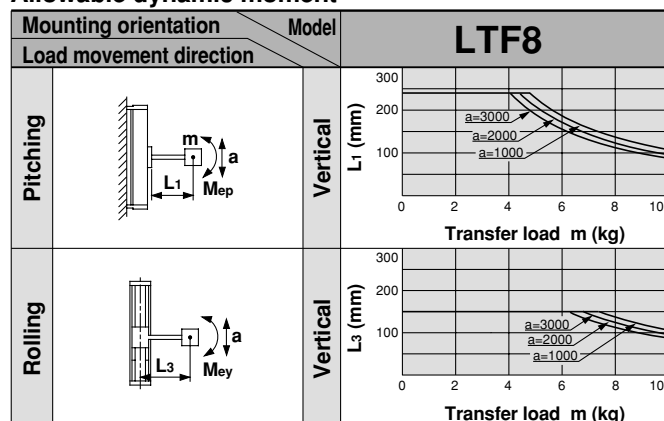 Allowable dynamic moment
Mounting orientation
Model
Load movement direction
LTF8
Pitching
m
a
L1
Mep
Vertical
L1 (mm)
300
200
100
a=3000
a=2000
a=1000
0 2 4 6 8 10
Transfer load m (kg)
Rolling
a
L3
Mey
Vertical
L3 (mm)
300
200
100
a=3000
a=2000
a=1000
0 2 4 6 8 10
Transfer load m (kg)